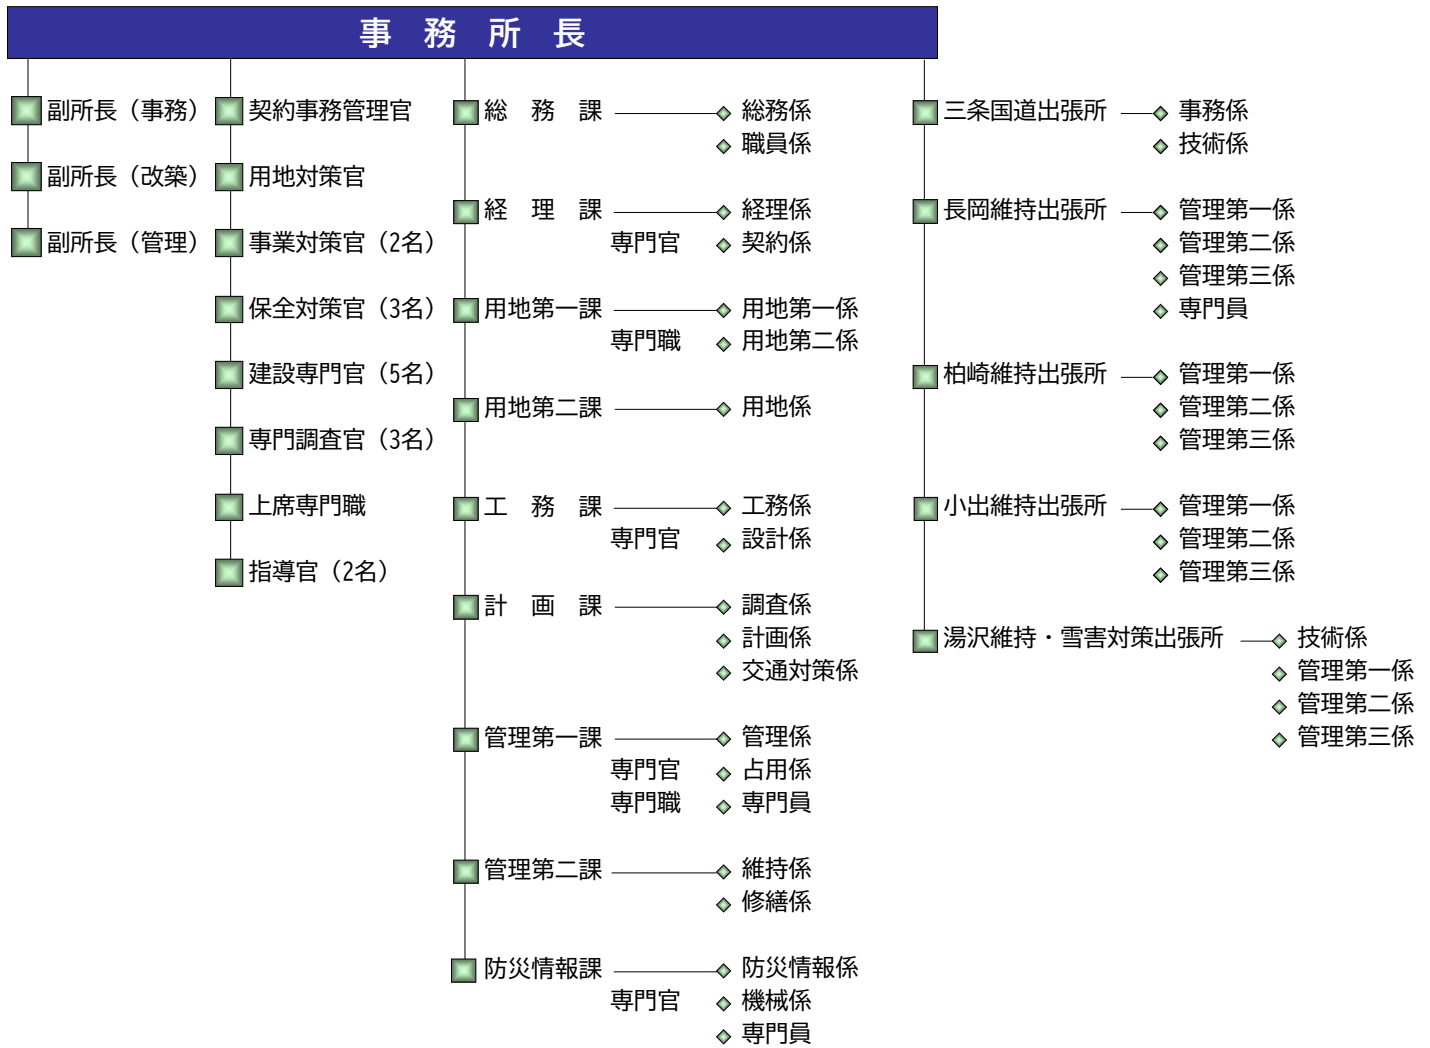 事　務　所　長
副所長（事務）
副所長（改築）
副所長（管理）
契約事務管理官
用地対策官
事業対策官（2名）
保全対策官（3名）
建設専門官（5名）
専門調査官（3名）
上席専門職
指導官（2名）
総　務　課
総務係
職員係
経　理　課
経理係
専門官
契約係
用地第一課
用地第一係
専門職
用地第二係
用地第二課
用地係
工　務　課
工務係
専門官
設計係
計　画　課
調査係
計画係
交通対策係
管理第一課
管理係
専門官
占用係
専門職
専門員
管理第二課
維持係
修繕係
防災情報課
防災情報係
専門官
機械係
専門員
三条国道出張所
事務係
技術係
長岡維持出張所
管理第一係
管理第二係
管理第三係
専門員
柏崎維持出張所
管理第一係
管理第二係
管理第三係
小出維持出張所
管理第一係
管理第二係
管理第三係
湯沢維持・雪害対策出張所
技術係
管理第一係
管理第二係
管理第三係